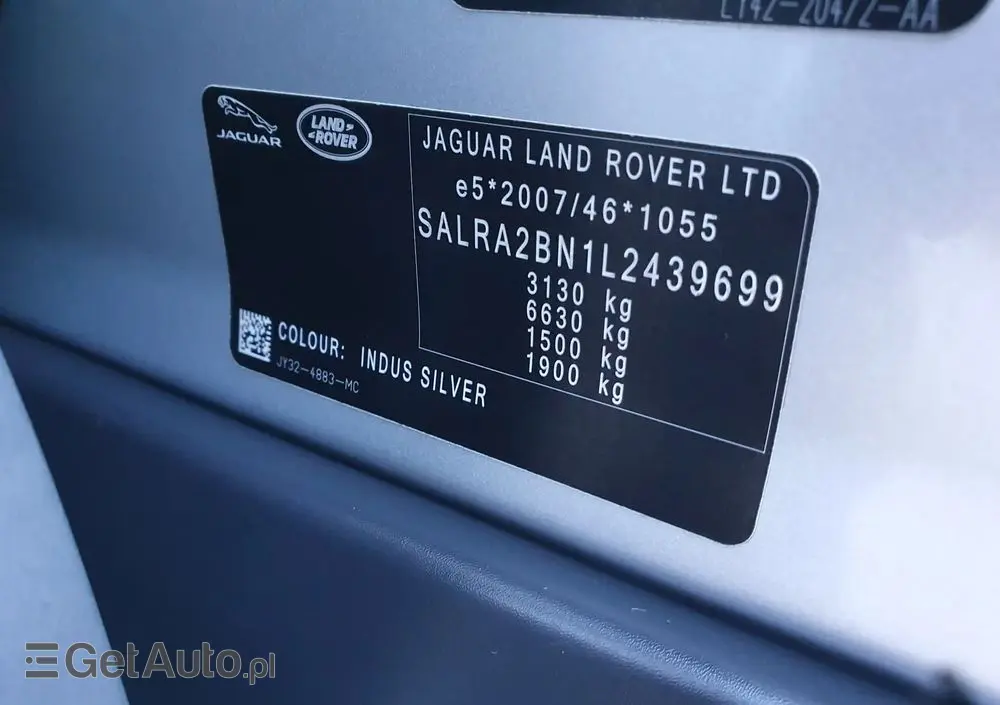 LY42-20472-AA
JAGUAR
LAND-
-ROVER
JAGUAR LAND ROVER LTD
e5*2007/46*1055
SALRA2BN1L2439699
3130 kg
6630 kg
1500 kg
1900 kg
COLOUR: INDUS SILVER
JY32-4883-MC
GetAuto.pl